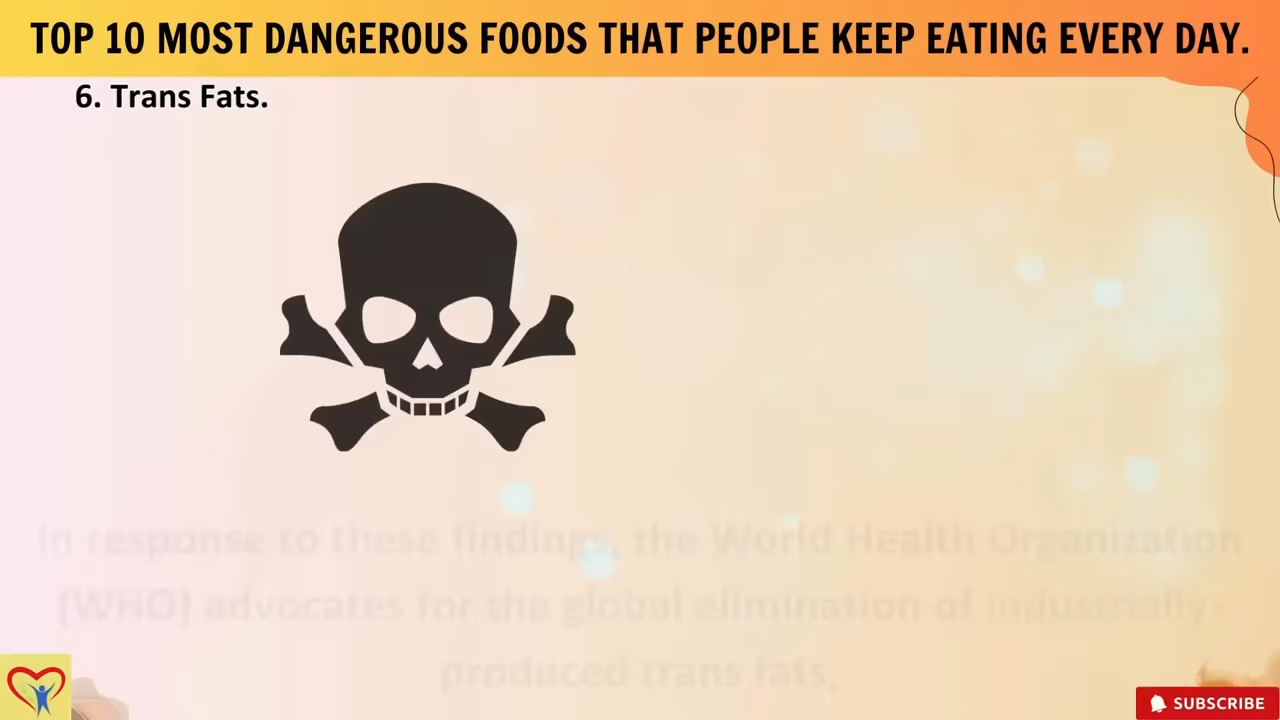 TOP 10 MOST DANGEROUS FOODS THAT PEOPLE KEEP EATING EVERY DAY.
6. Trans Fats.
In response to these findings, the World Health Organization
(WHO) advocates for the global elimination of industrially-
produced trans fats,
SUBSCRIBE